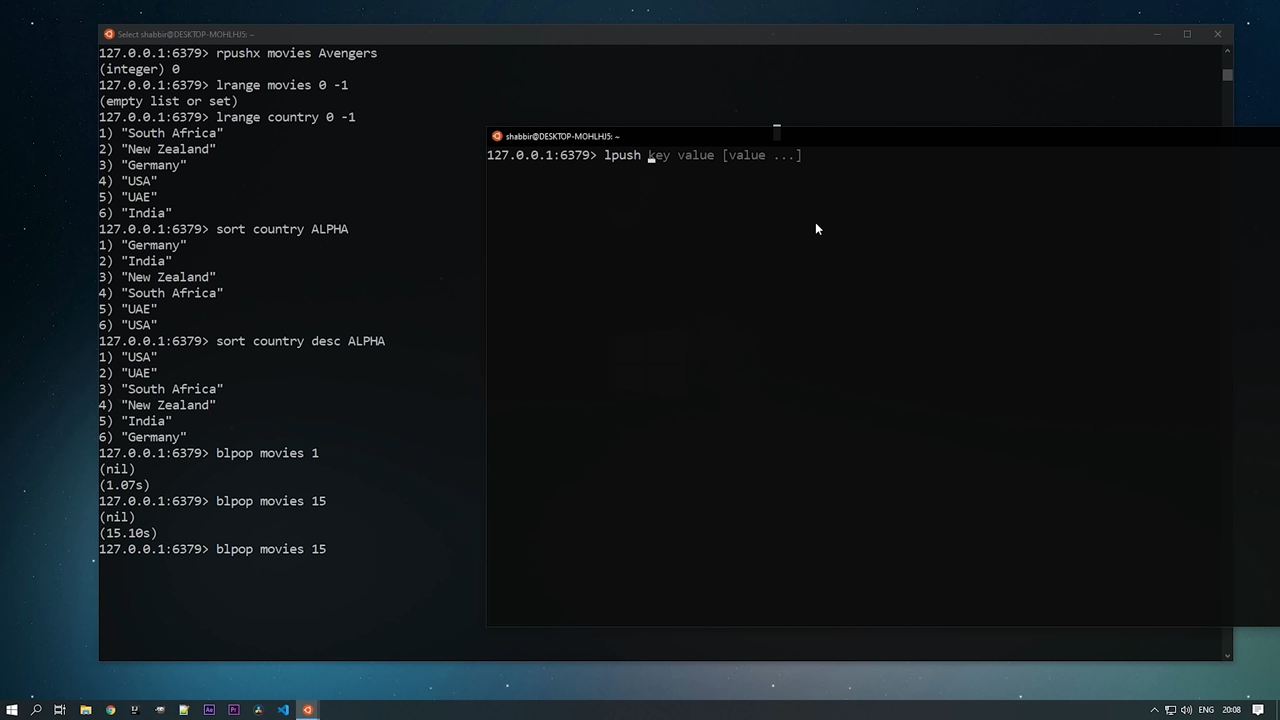 Select shabbir@DESKTOP-MOHLHJ5: ~
127.0.0.1:6379> rpushx movies Avengers
(integer) 0
127.0.0.1:6379> lrange movies 0 -1
(empty list or set)
127.0.0.1:6379> lrange country 0 -1
1) "South Africa"
2) "New Zealand"
3) "Germany"
4) "USA"
5) "UAE"
6) "India"
127.0.0.1:6379> sort country ALPHA
1) "Germany"
2) "India"
3) "New Zealand"
4) "South Africa"
5) "UAE"
6) "USA"
127.0.0.1:6379> sort country desc ALPHA
1) "USA"
2) "UAE"
3) "South Africa"
4) "New Zealand"
5) "India"
6) "Germany"
127.0.0.1:6379> blpop movies 1
(nil)
(1.07s)
127.0.0.1:6379> blpop movies 15
(nil)
(15.10s)
127.0.0.1:6379> blpop movies 15
shabbir@DESKTOP-MOHLHJ5: ~
127.0.0.1:6379> lpush key value [value ...]
Ae
Pr
ENG
20:08